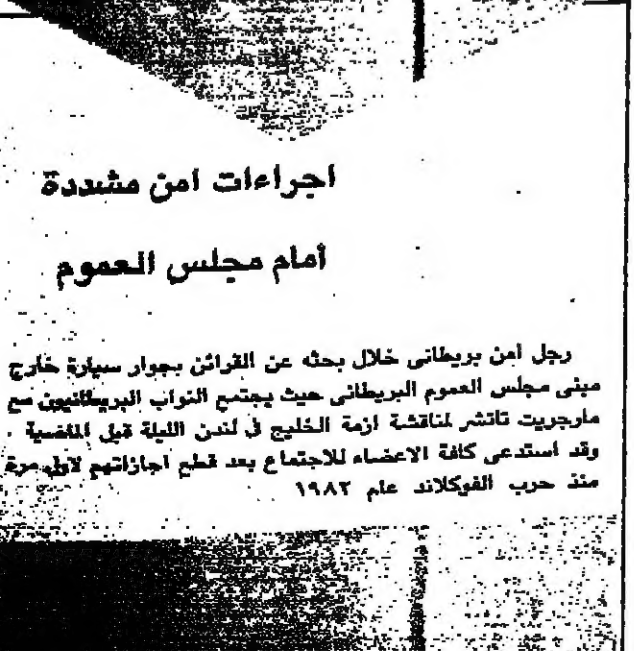 اجراءات امن مشددة
أمام مجلس العموم
رجل امن بريطانى خلال بحثه عن القرائن بجوار سيارة خارج
مبنى مجلس العموم البريطانى حيث يجتمع النواب البريطانيون مع
مارجريت تاتشر لمناقشة ازمة الخليج فى لندن الليلة قبل الماضية .
وقد استدعى كافة الاعضاء للاجتماع بعد قطع اجازاتهم لاول مرة
منذ حرب الفوكلاند عام ١٩٨٢